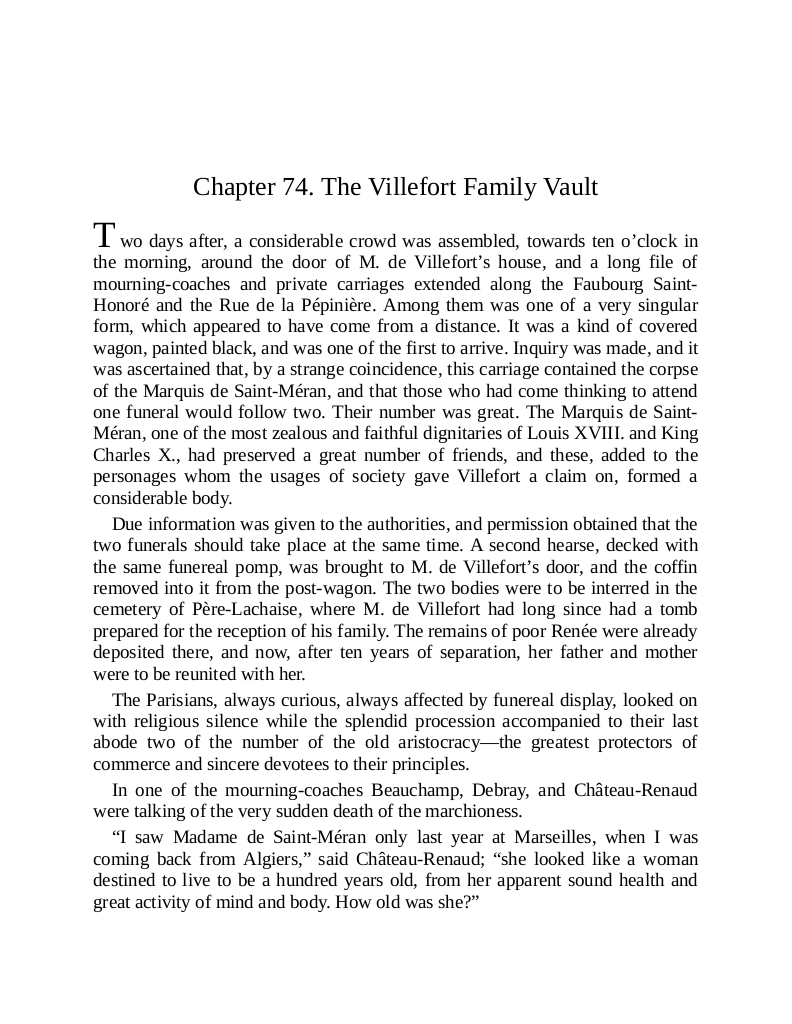 Chapter 74. The Villefort Family Vault
Two days after, a considerable crowd was assembled, towards ten o’clock in
the morning, around the door of M. de Villefort’s house, and a long file of
mourning-coaches and private carriages extended along the Faubourg Saint-
Honoré and the Rue de la Pépinière. Among them was one of a very singular
form, which appeared to have come from a distance. It was a kind of covered
wagon, painted black, and was one of the first to arrive. Inquiry was made, and it
was ascertained that, by a strange coincidence, this carriage contained the corpse
of the Marquis de Saint-Méran, and that those who had come thinking to attend
one funeral would follow two. Their number was great. The Marquis de Saint-
Méran, one of the most zealous and faithful dignitaries of Louis XVIII. and King
Charles X., had preserved a great number of friends, and these, added to the
personages whom the usages of society gave Villefort a claim on, formed a
considerable body.
Due information was given to the authorities, and permission obtained that the
two funerals should take place at the same time. A second hearse, decked with
the same funereal pomp, was brought to M. de Villefort’s door, and the coffin
removed into it from the post-wagon. The two bodies were to be interred in the
cemetery of Père-Lachaise, where M. de Villefort had long since had a tomb
prepared for the reception of his family. The remains of poor Renée were already
deposited there, and now, after ten years of separation, her father and mother
were to be reunited with her.
The Parisians, always curious, always affected by funereal display, looked on
with religious silence while the splendid procession accompanied to their last
abode two of the number of the old aristocracy—the greatest protectors of
commerce and sincere devotees to their principles.
In one of the mourning-coaches Beauchamp, Debray, and Château-Renaud
were talking of the very sudden death of the marchioness.
“I saw Madame de Saint-Méran only last year at Marseilles, when I was
coming back from Algiers,” said Château-Renaud; “she looked like a woman
destined to live to be a hundred years old, from her apparent sound health and
great activity of mind and body. How old was she?”